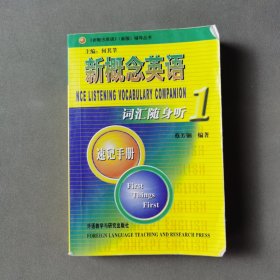 《新概念英语》(新版)辅导丛书
主编:何其莘
新概念英语
NCE LISTENING VOCABULARY COMPANION
词汇随身听 1
编著
速记手册
First
Things
First
外语教学与研究出版社
FOREIGN LANGUAGE TEACHING AND RESEARCH PRESS